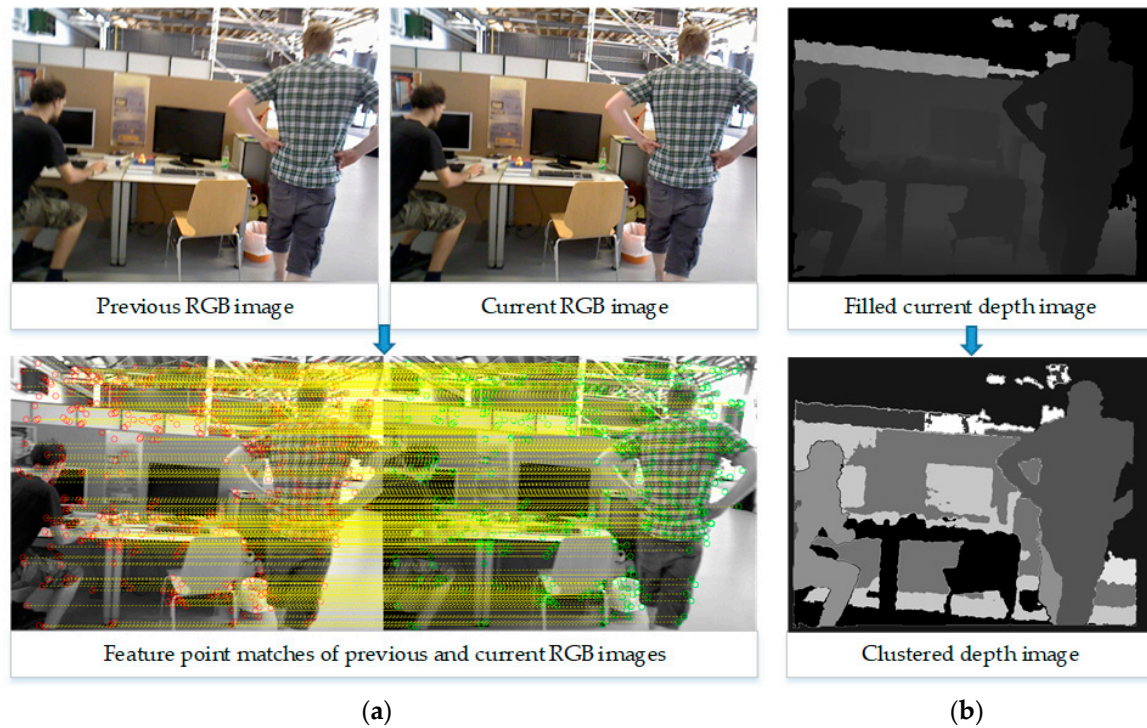 Previous RGB image
Current RGB image
Filled current depth image
Feature point matches of previous and current RGB images
Clustered depth image
(a)
(b)